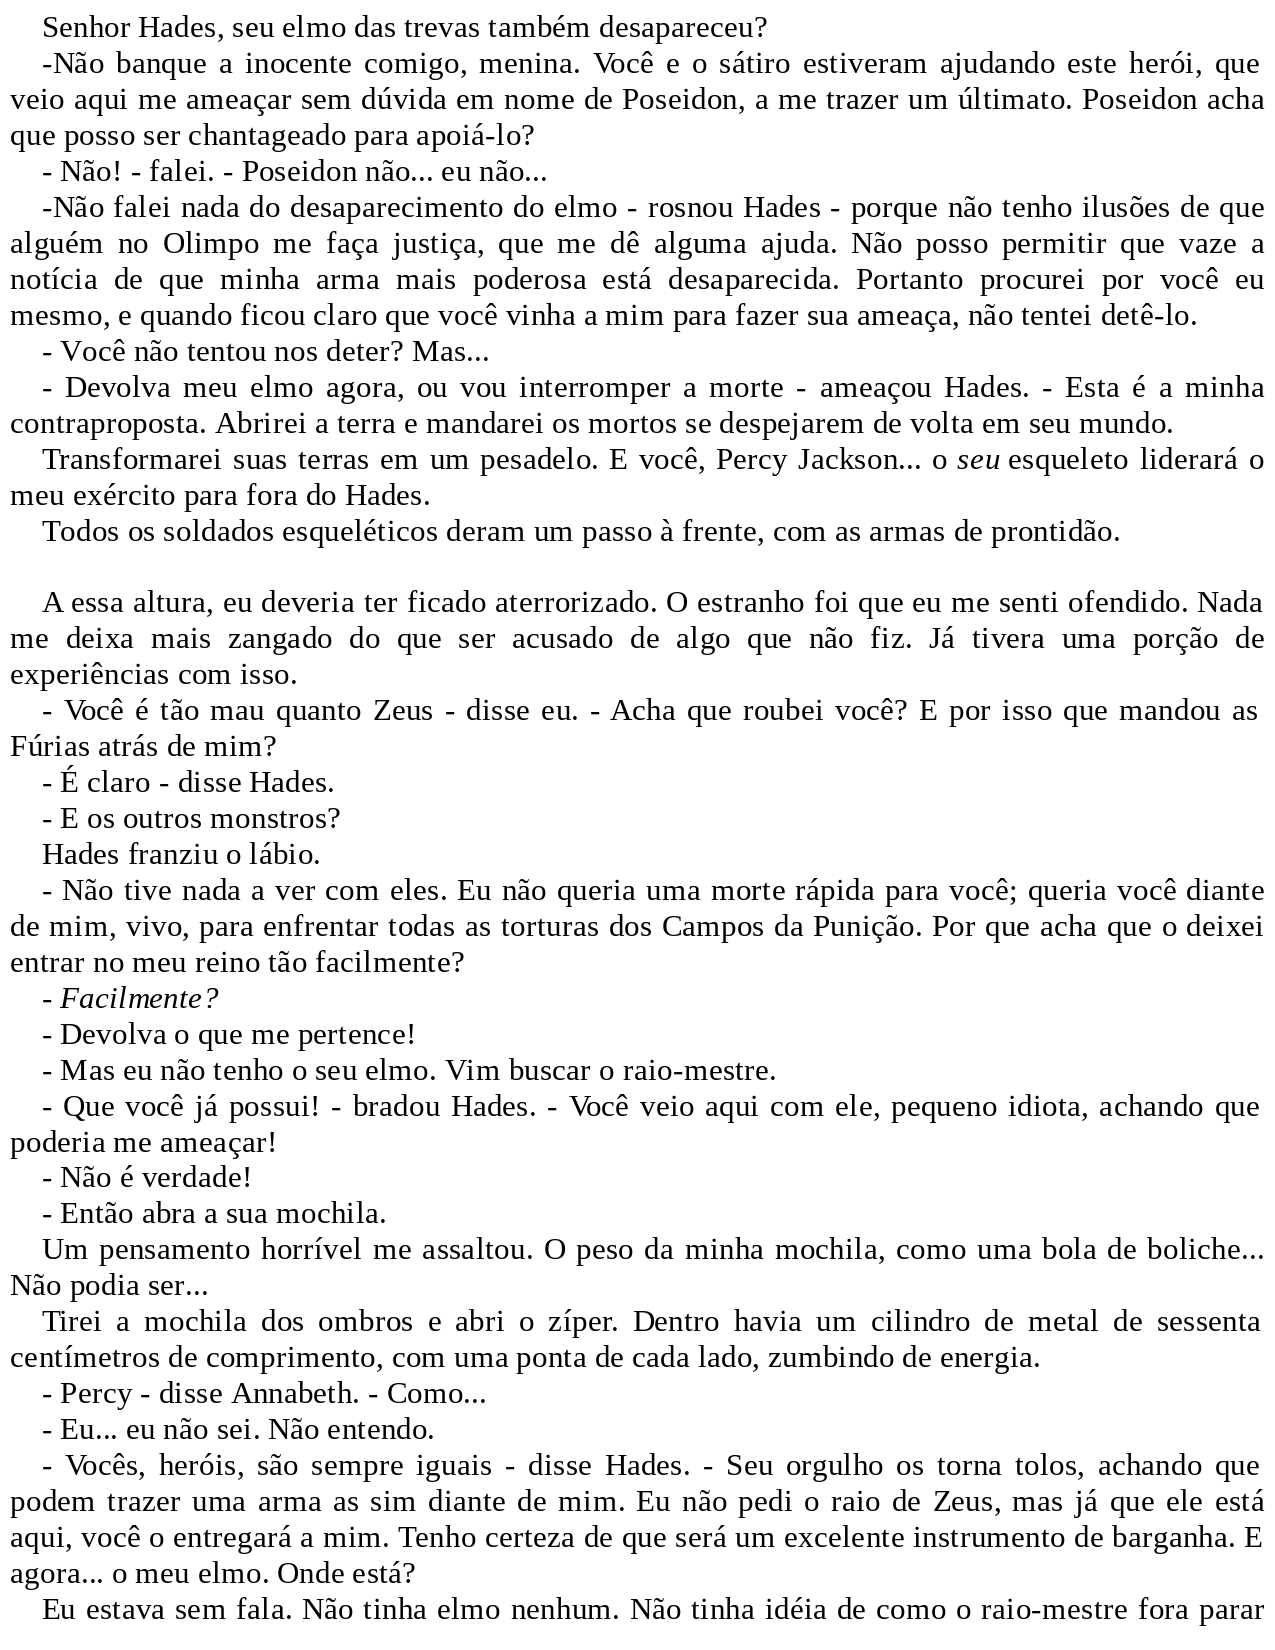 Senhor Hades, seu elmo das trevas também desapareceu?
-Não banque a inocente comigo, menina. Você e o sátiro estiveram ajudando este herói, que
veio aqui me ameaçar sem dúvida em nome de Poseidon, a me trazer um últimato. Poseidon acha
que posso ser chantageado para apoiá-lo?
- Não! - falei. - Poseidon não... eu não...
-Não falei nada do desaparecimento do elmo - rosnou Hades - porque não tenho ilusões de que
alguém no Olimpo me faça justiça, que me dê alguma ajuda. Não posso permitir que vaze a
notícia de que minha arma mais poderosa está desaparecida. Portanto procurei por você eu
mesmo, e quando ficou claro que você vinha a mim para fazer sua ameaça, não tentei detê-lo.
- Você não tentou nos deter? Mas...
- Devolva meu elmo agora, ou vou interromper a morte - ameaçou Hades. - Esta é a minha
contraproposta. Abrirei a terra e mandarei os mortos se despejarem de volta em seu mundo.
Transformarei suas terras em um pesadelo. E você, Percy Jackson... o seu esqueleto liderará o
meu exército para fora do Hades.
Todos os soldados esqueléticos deram um passo à frente, com as armas de prontidão.
A essa altura, eu deveria ter ficado aterrorizado. O estranho foi que eu me senti ofendido. Nada
me deixa mais zangado do que ser acusado de algo que não fiz. Já tivera uma porção de
experiências com isso.
- Você é tão mau quanto Zeus - disse eu. - Acha que roubei você? E por isso que mandou as
Fúrias atrás de mim?
- É claro - disse Hades.
- E os outros monstros?
Hades franziu o lábio.
- Não tive nada a ver com eles. Eu não queria uma morte rápida para você; queria você diante
de mim, vivo, para enfrentar todas as torturas dos Campos da Punição. Por que acha que o deixei
entrar no meu reino tão facilmente?
- Facilmente?
- Devolva o que me pertence!
- Mas eu não tenho o seu elmo. Vim buscar o raio-mestre.
- Que você já possui! - bradou Hades. - Você veio aqui com ele, pequeno idiota, achando que
poderia me ameaçar!
- Não é verdade!
- Então abra a sua mochila.
Um pensamento horrível me assaltou. O peso da minha mochila, como uma bola de boliche...
Não podia ser...
Tirei a mochila dos ombros e abri o zíper. Dentro havia um cilindro de metal de sessenta
centímetros de comprimento, com uma ponta de cada lado, zumbindo de energia.
- Percy - disse Annabeth. - Como...
- Eu... eu não sei. Não entendo.
- Vocês, heróis, são sempre iguais - disse Hades. - Seu orgulho os torna tolos, achando que
podem trazer uma arma as sim diante de mim. Eu não pedi o raio de Zeus, mas já que ele está
aqui, você o entregará a mim. Tenho certeza de que será um excelente instrumento de barganha. E
agora... o meu elmo. Onde está?
Eu estava sem fala. Não tinha elmo nenhum. Não tinha idéia de como o raio-mestre fora parar